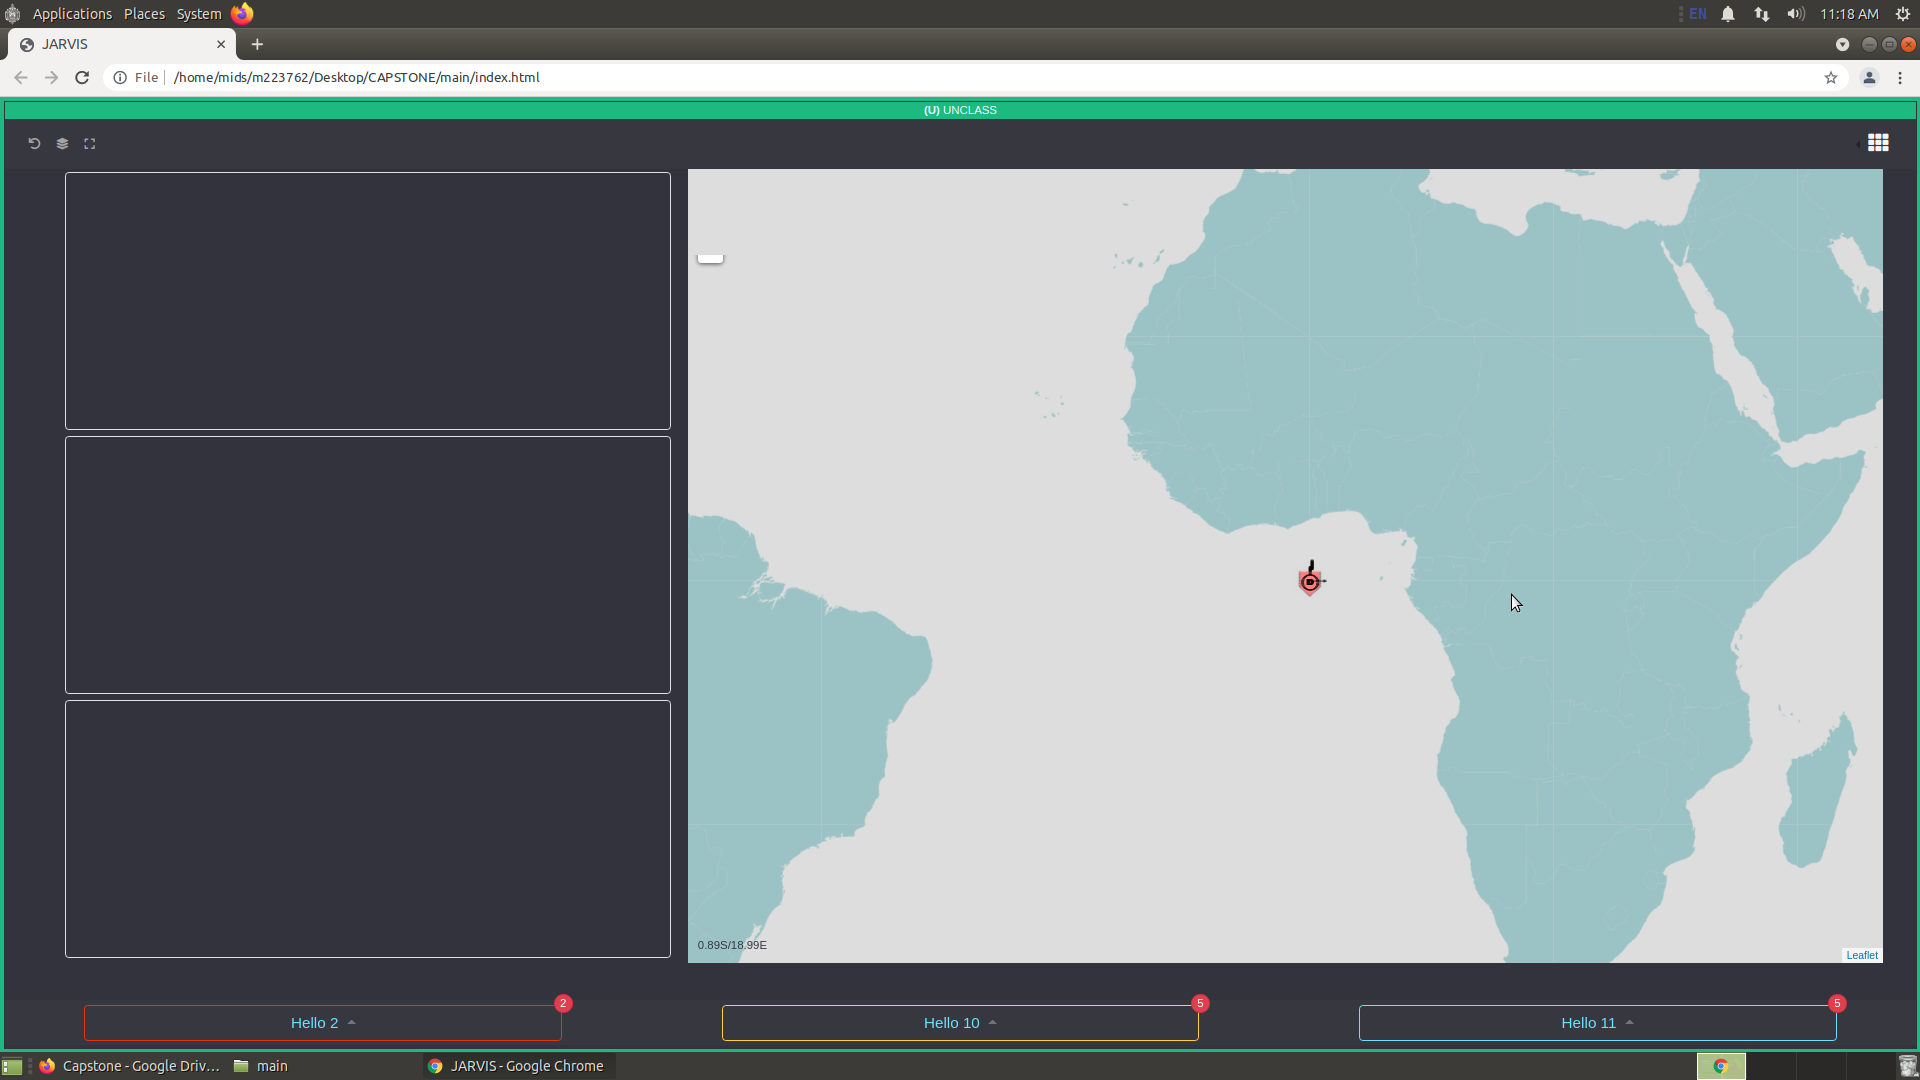 Applications Places System EN 11:18 AM
JARVIS
File /home/mids/m223762/Desktop/CAPSTONE/main/index.html
(U) UNCLASS
0.89S/18.99E
Leaflet
2 5 5
Hello 2 Hello 10 Hello 11
Capstone - Google Driv... main JARVIS - Google Chrome